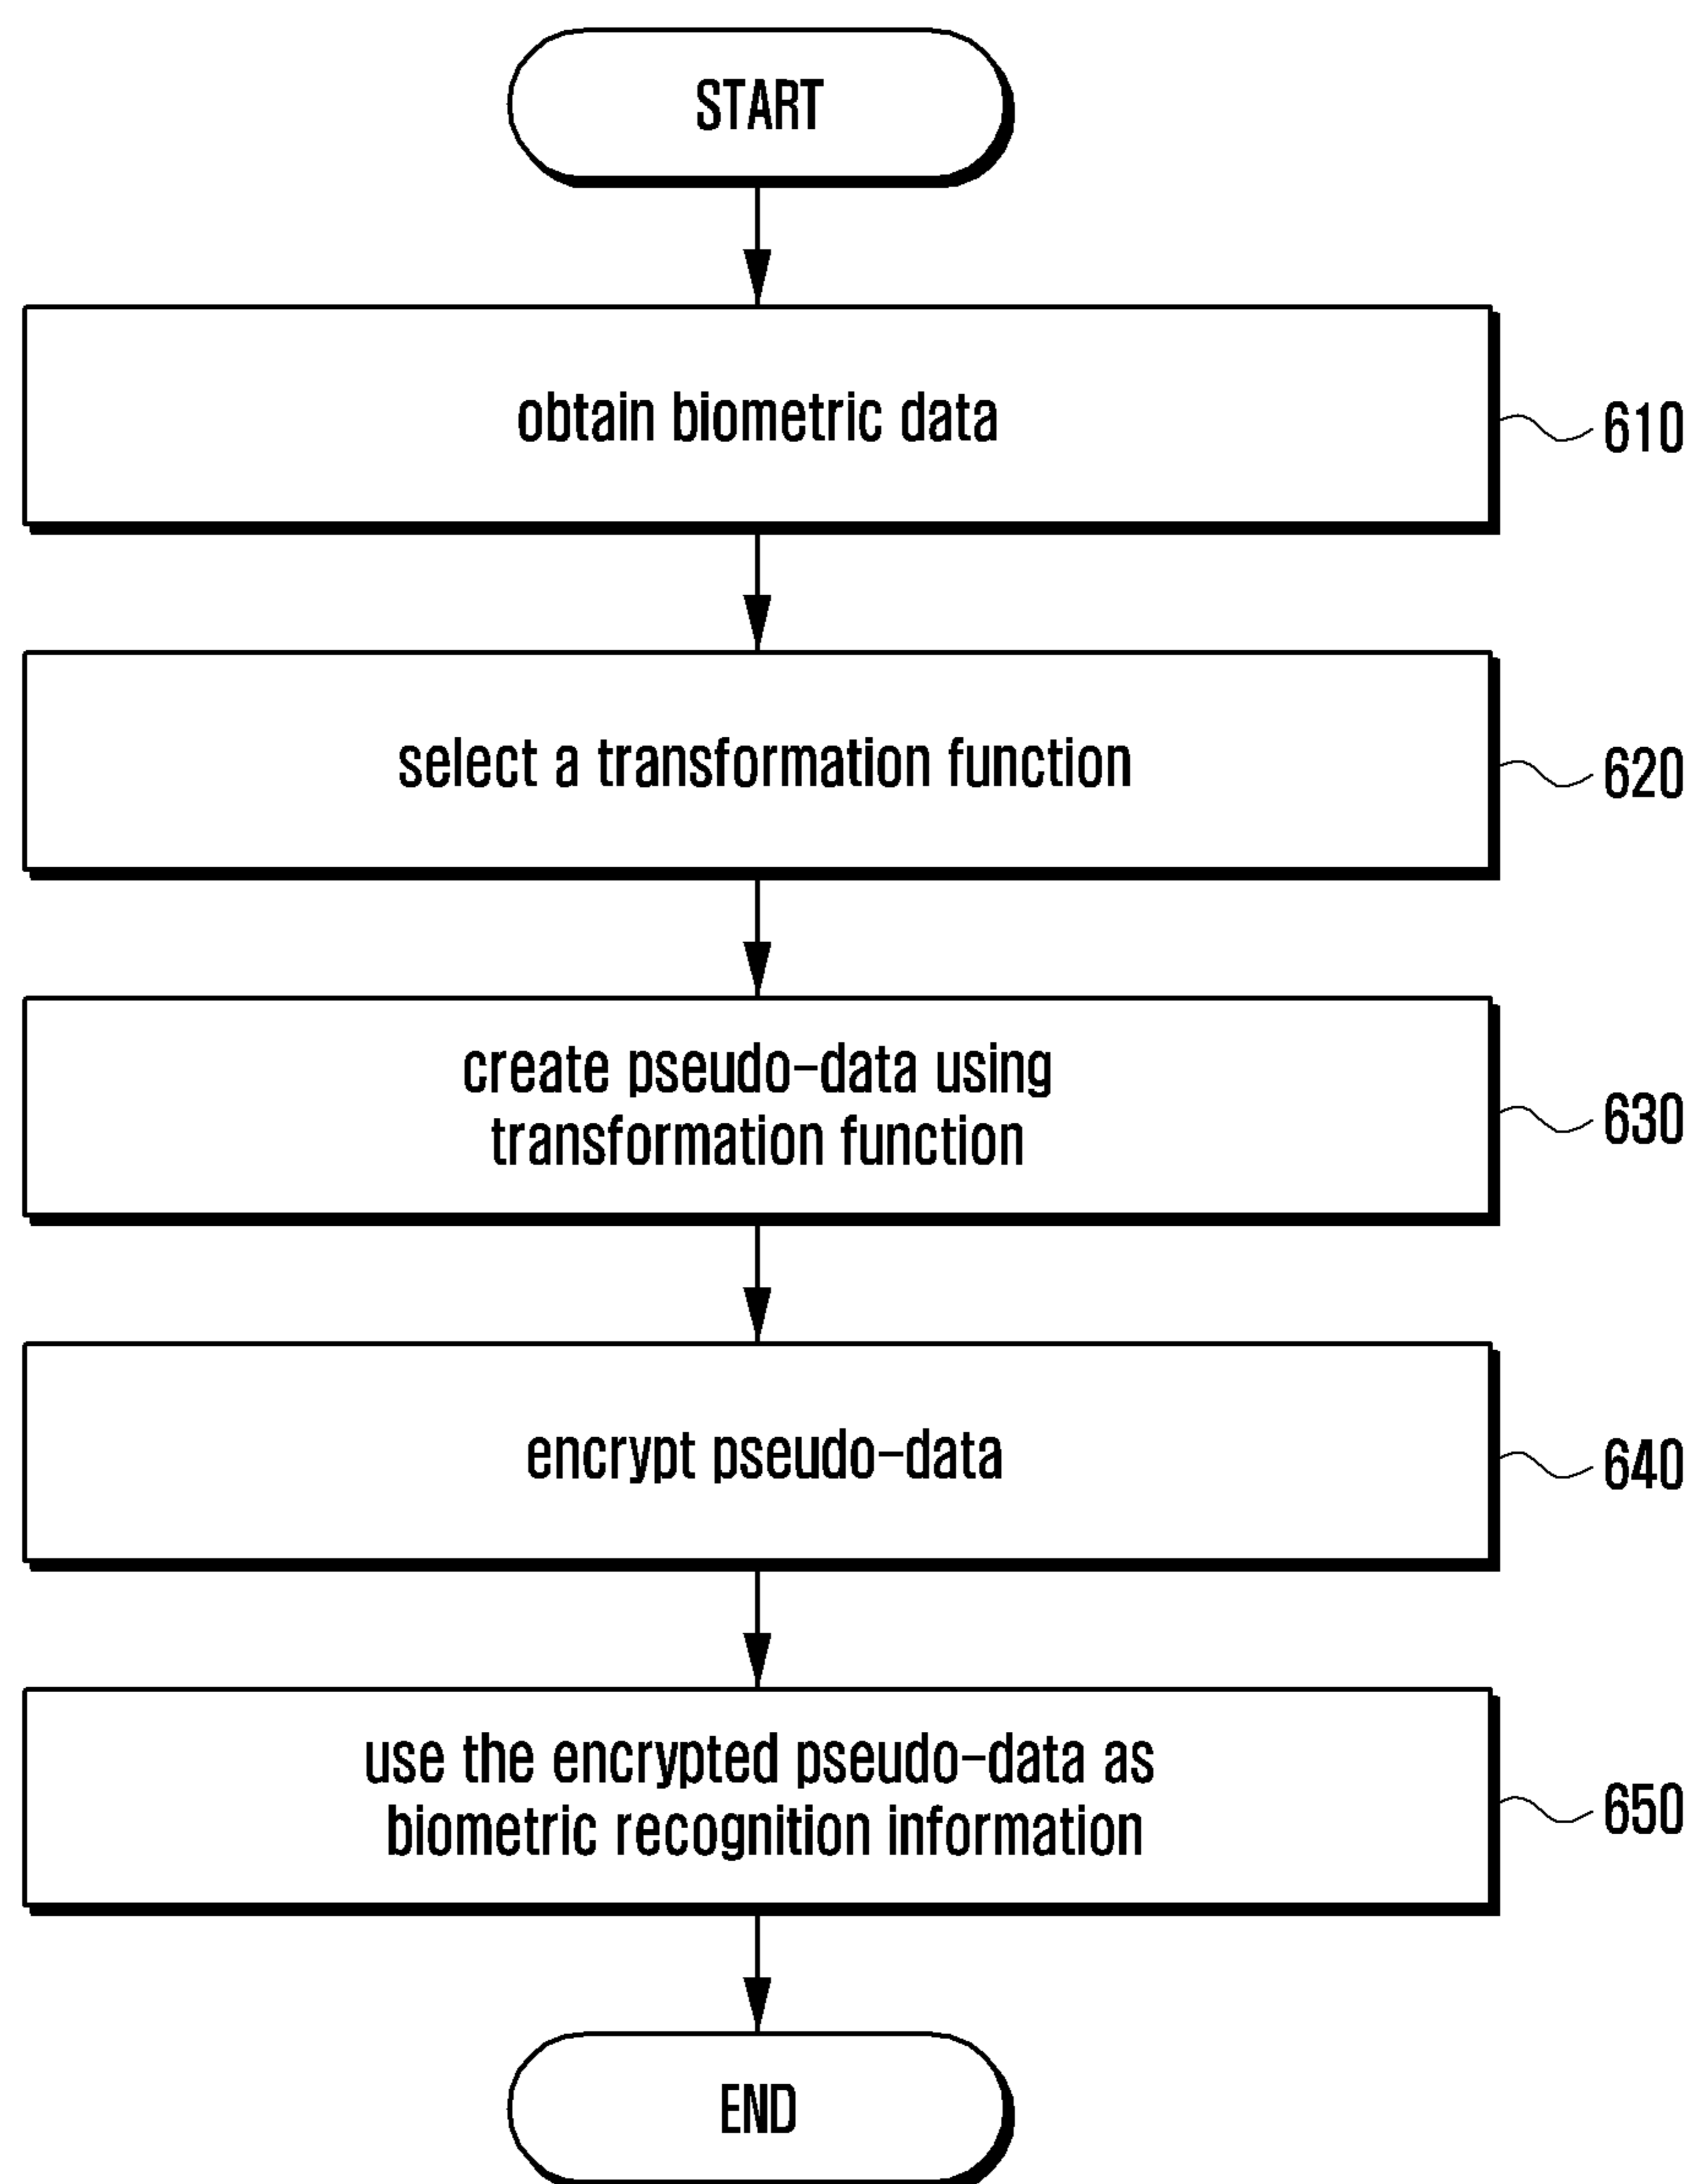 START
obtain biometric data
610
select a transformation function
620
create pseudo-data using
transformation function
630
encrypt pseudo-data
640
use the encrypted pseudo-data as
biometric recognition information
650
END